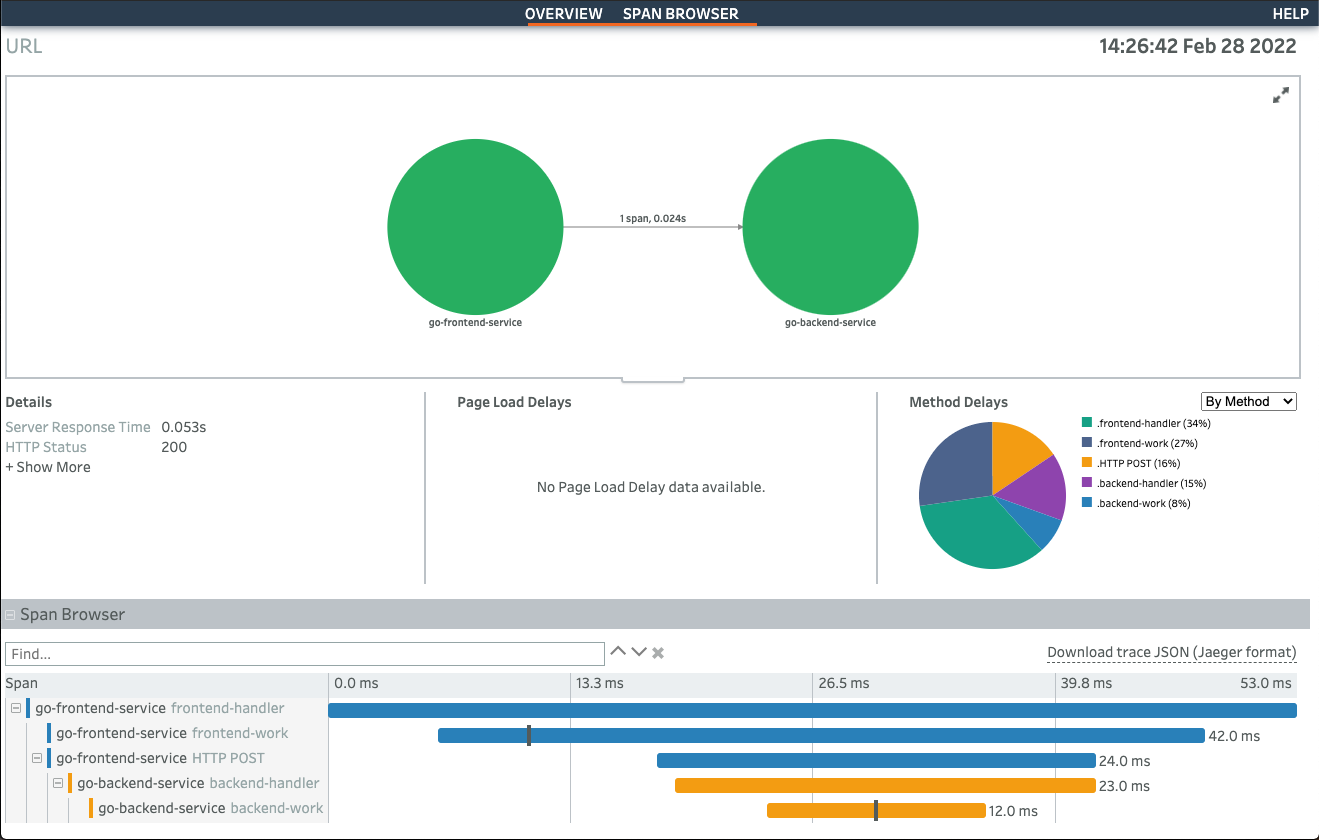 OVERVIEW SPAN BROWSER HELP
URL 14:26:42 Feb 28 2022
1 span, 0.024s
go-frontend-service go-backend-service
Details
Server Response Time 0.053s
HTTP Status 200
+ Show More
Page Load Delays
No Page Load Delay data available.
Method Delays By Method
.frontend-handler (34%)
.frontend-work (27%)
.HTTP POST (16%)
.backend-handler (15%)
.backend-work (8%)
Span Browser
Find... Download trace JSON (Jaeger format)
Span 0.0 ms 13.3 ms 26.5 ms 39.8 ms 53.0 ms
go-frontend-service frontend-handler
go-frontend-service frontend-work 42.0 ms
go-frontend-service HTTP POST 24.0 ms
go-backend-service backend-handler 23.0 ms
go-backend-service backend-work 12.0 ms